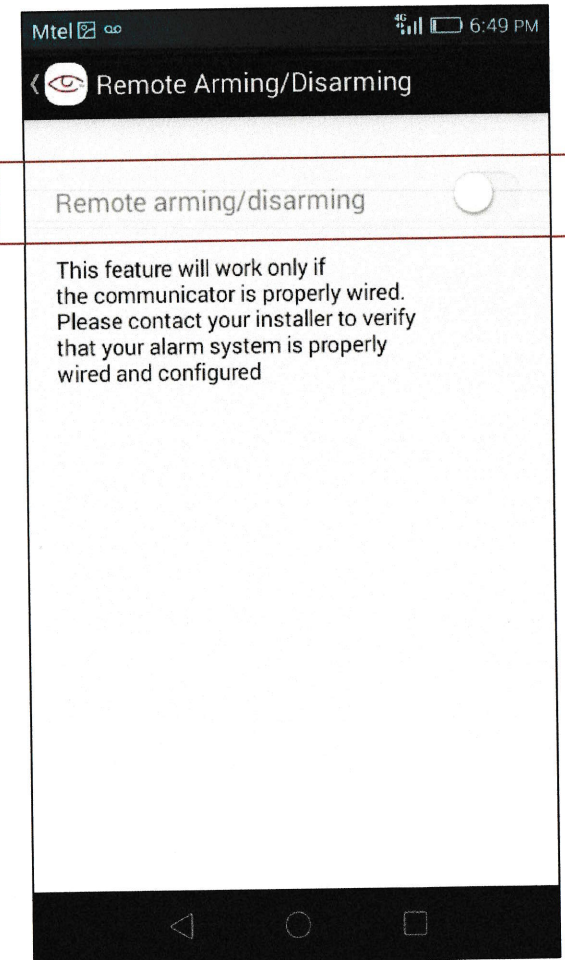 Mtel 4G 6:49 PM
Remote Arming/Disarming
Remote arming/disarming
This feature will work only if
the communicator is properly wired.
Please contact your installer to verify
that your alarm system is properly
wired and configured